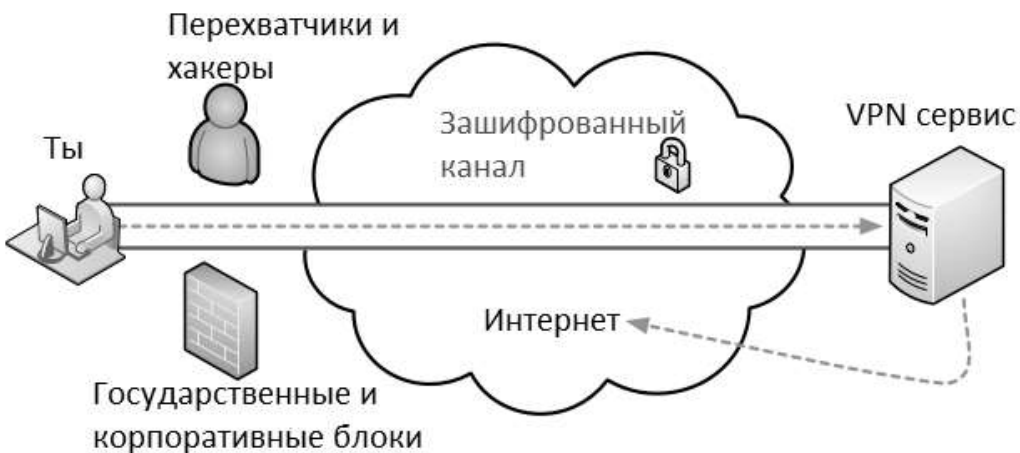 Перехватчики и
хакеры
Ты
Зашифрованный
канал
VPN сервис
Интернет
Государственные и
корпоративные блоки